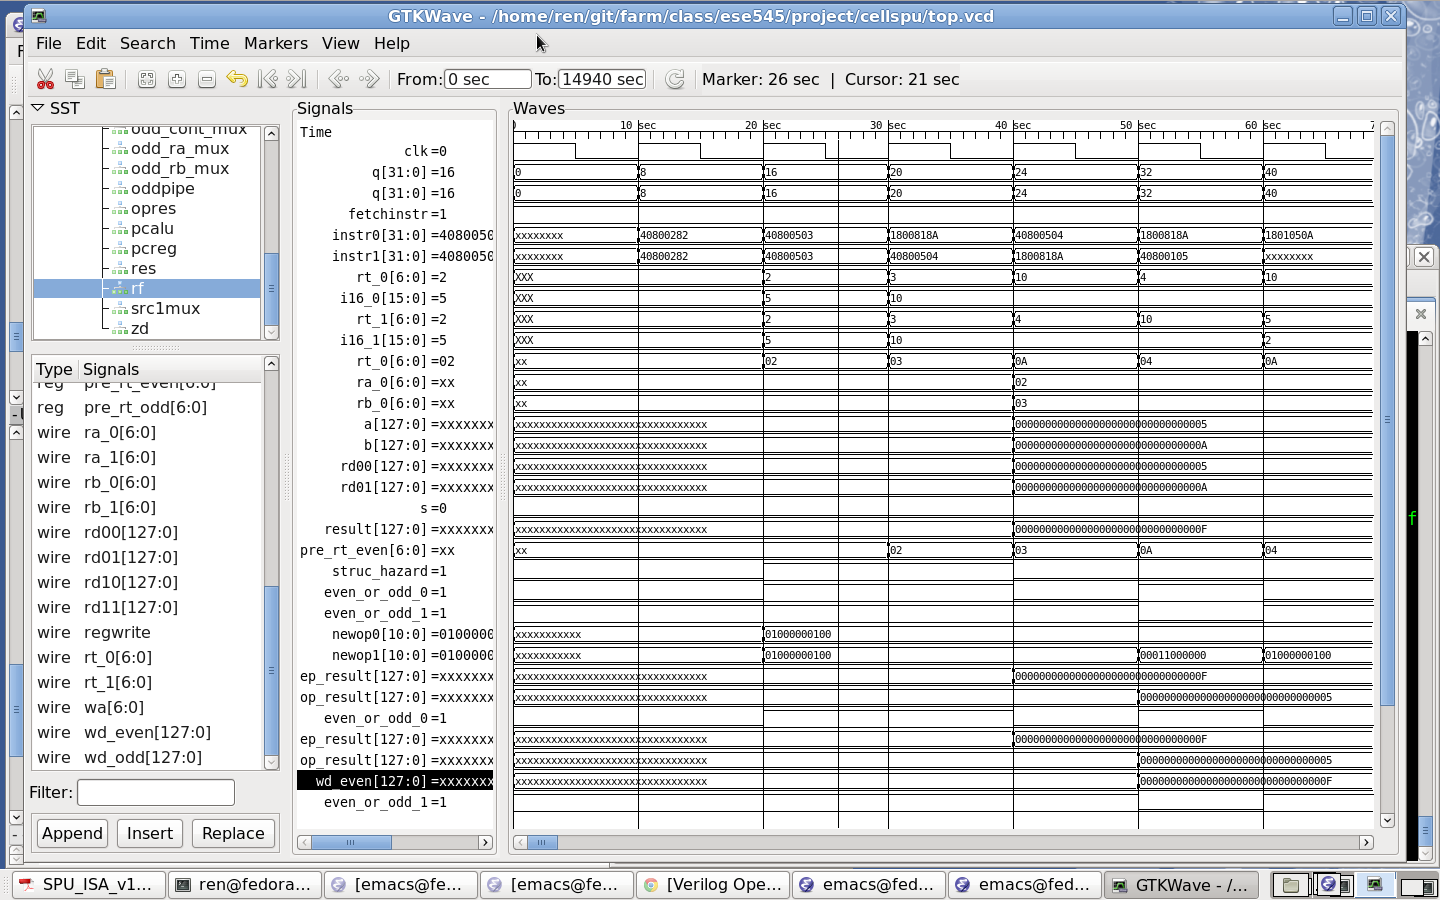 GTKWave - /home/ren/git/farm/class/ese545/project/cellspu/top.vcd
File Edit Search Time Markers View Help
From: 0 sec To: 14940 sec Marker: 26 sec | Cursor: 21 sec
SST
odd_cont_mux
odd_ra_mux
odd_rb_mux
oddpipe
opres
pcalu
pcreg
res
rf
src1mux
zd
Type Signals
reg pre_rt_even[6:0]
reg pre_rt_odd[6:0]
wire ra_0[6:0]
wire ra_1[6:0]
wire rb_0[6:0]
wire rb_1[6:0]
wire rd00[127:0]
wire rd01[127:0]
wire rd10[127:0]
wire rd11[127:0]
wire regwrite
wire rt_0[6:0]
wire rt_1[6:0]
wire wa[6:0]
wire wd_even[127:0]
wire wd_odd[127:0]
Filter:
Append Insert Replace
Signals
Time
clk=0
q[31:0]=16
q[31:0]=16
fetchinstr=1
instr0[31:0]=4080050
instr1[31:0]=4080050
rt_0[6:0]=2
i16_0[15:0]=5
rt_1[6:0]=2
i16_1[15:0]=5
rt_0[6:0]=02
ra_0[6:0]=xx
rb_0[6:0]=xx
a[127:0]=xxxxxxx
b[127:0]=xxxxxxx
rd00[127:0]=xxxxxxx
rd01[127:0]=xxxxxxx
s=0
result[127:0]=xxxxxxx
pre_rt_even[6:0]=xx
struc_hazard=1
even_or_odd_0=1
even_or_odd_1=1
newop0[10:0]=0100000
newop1[10:0]=0100000
ep_result[127:0]=xxxxxxx
op_result[127:0]=xxxxxxx
even_or_odd_0=1
ep_result[127:0]=xxxxxxx
op_result[127:0]=xxxxxxx
wd_even[127:0]=xxxxxxx
even_or_odd_1=1
Waves
10 sec 20 sec 30 sec 40 sec 50 sec 60 sec
0 8 16 20 24 32 40
0 8 16 20 24 32 40
xxxxxxxx 40800282 40800503 1800818A 40800504 1800818A 1801050A
xxxxxxxx 40800282 40800503 40800504 1800818A 40800105 xxxxxxxx
XXX 2 3 10 4 10
XXX 5 10
XXX 2 3 4 10 5
XXX 5 10 2
xx 02 03 0A 04 0A
xx 02
xx 03
xxxxxxxxxxxxxxxxxxxxxxxxxxxxxxxx 00000000000000000000000000000005
xxxxxxxxxxxxxxxxxxxxxxxxxxxxxxxx 0000000000000000000000000000000A
xxxxxxxxxxxxxxxxxxxxxxxxxxxxxxxx 00000000000000000000000000000005
xxxxxxxxxxxxxxxxxxxxxxxxxxxxxxxx 0000000000000000000000000000000A
xxxxxxxxxxxxxxxxxxxxxxxxxxxxxxxx 0000000000000000000000000000000F
xx 02 03 0A 04
xxxxxxxxxxx 01000000100
xxxxxxxxxxx 01000000100 00011000000 01000000100
xxxxxxxxxxxxxxxxxxxxxxxxxxxxxxxx 0000000000000000000000000000000F
xxxxxxxxxxxxxxxxxxxxxxxxxxxxxxxx 00000000000000000000000000000005
xxxxxxxxxxxxxxxxxxxxxxxxxxxxxxxx 0000000000000000000000000000000F
xxxxxxxxxxxxxxxxxxxxxxxxxxxxxxxx 00000000000000000000000000000005
xxxxxxxxxxxxxxxxxxxxxxxxxxxxxxxx 0000000000000000000000000000000F
f
SPU_ISA_v1... ren@fedora... [emacs@fe... [emacs@fe... [Verilog Ope... emacs@fed... emacs@fed... GTKWave - /...